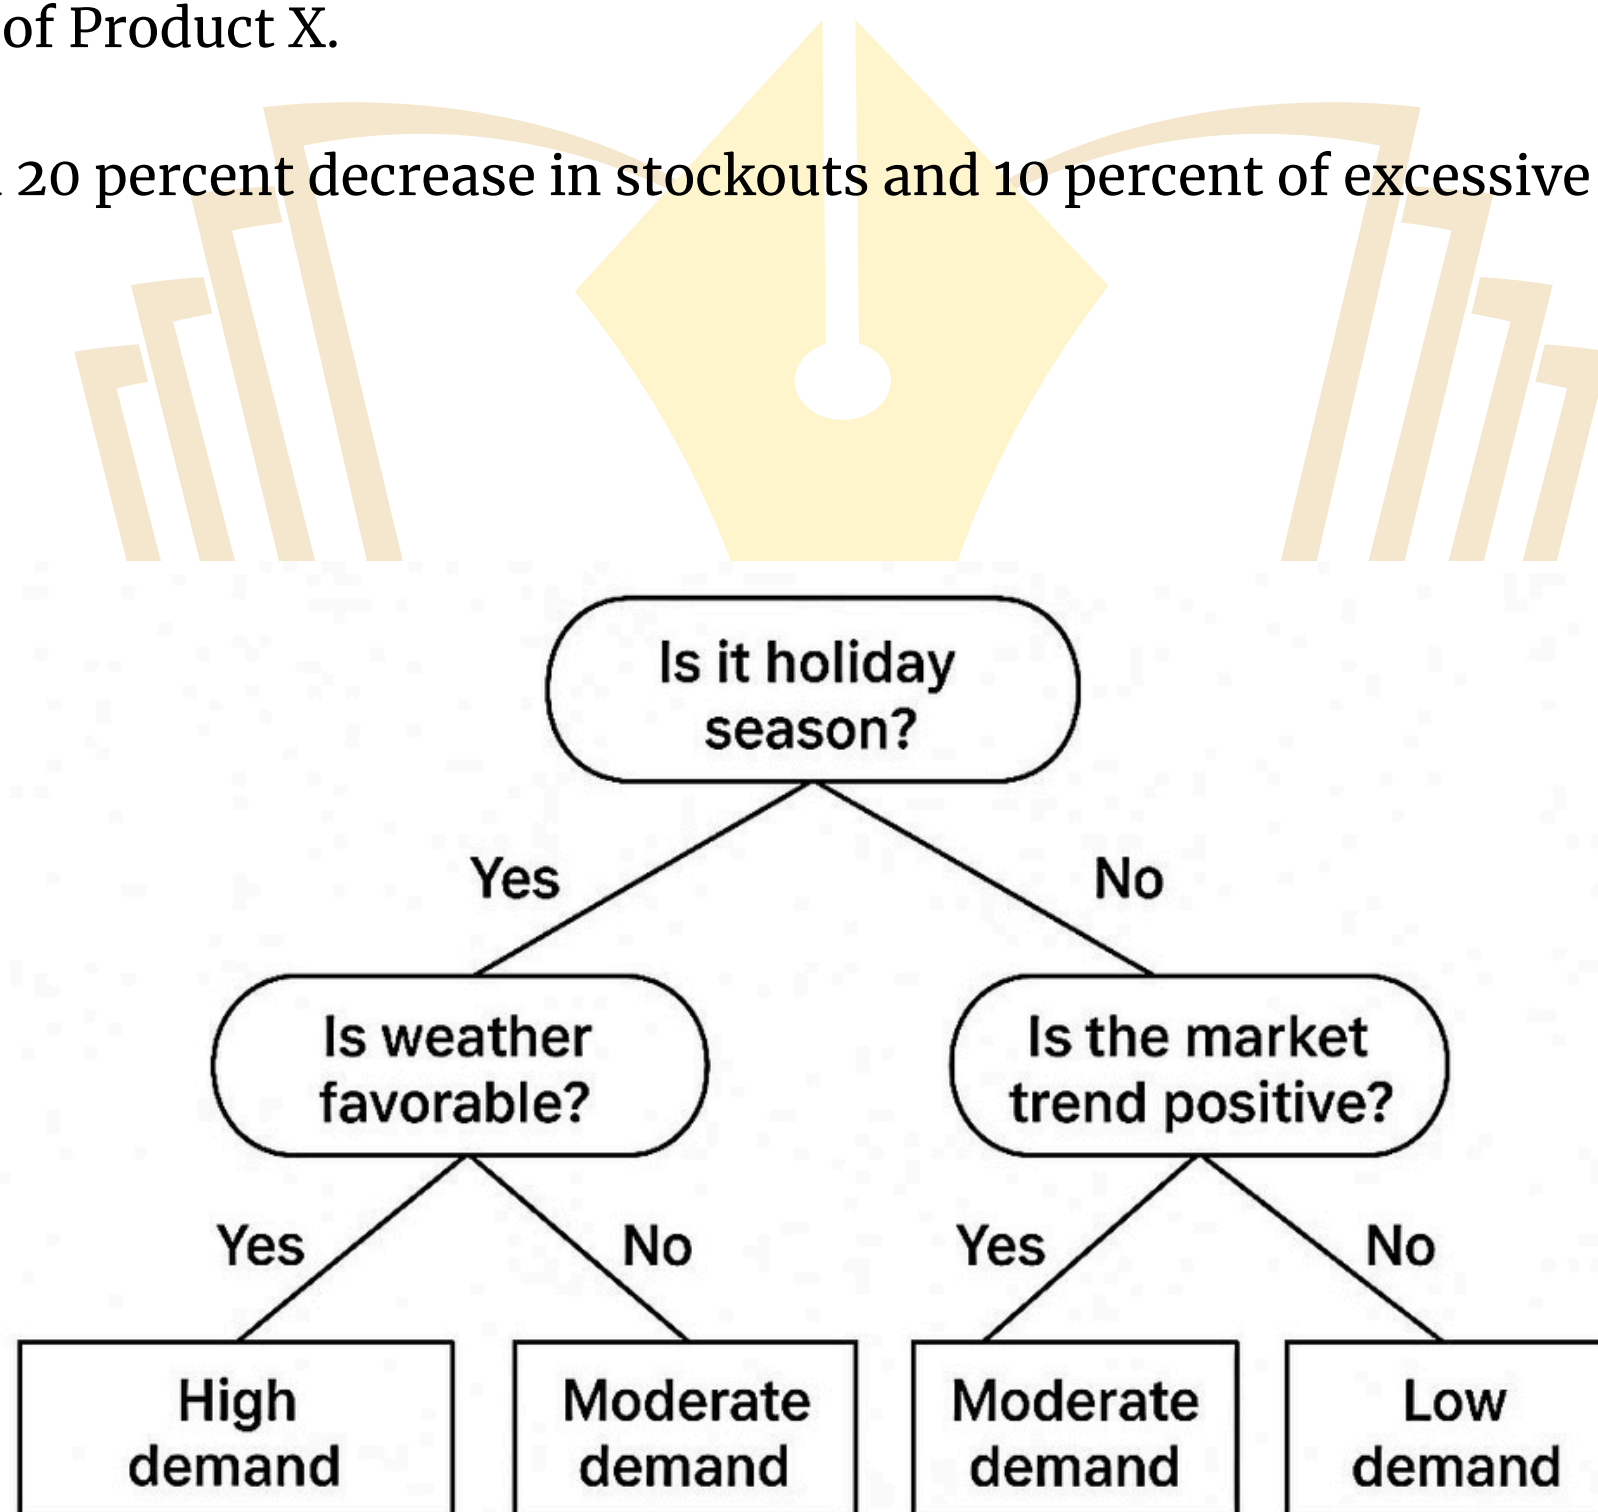 of Product X.
20 percent decrease in stockouts and 10 percent of excessive
Is it holiday
season?
Yes
No
Is weather
favorable?
Is the market
trend positive?
Yes
No
Yes
No
High
demand
Moderate
demand
Moderate
demand
Low
demand